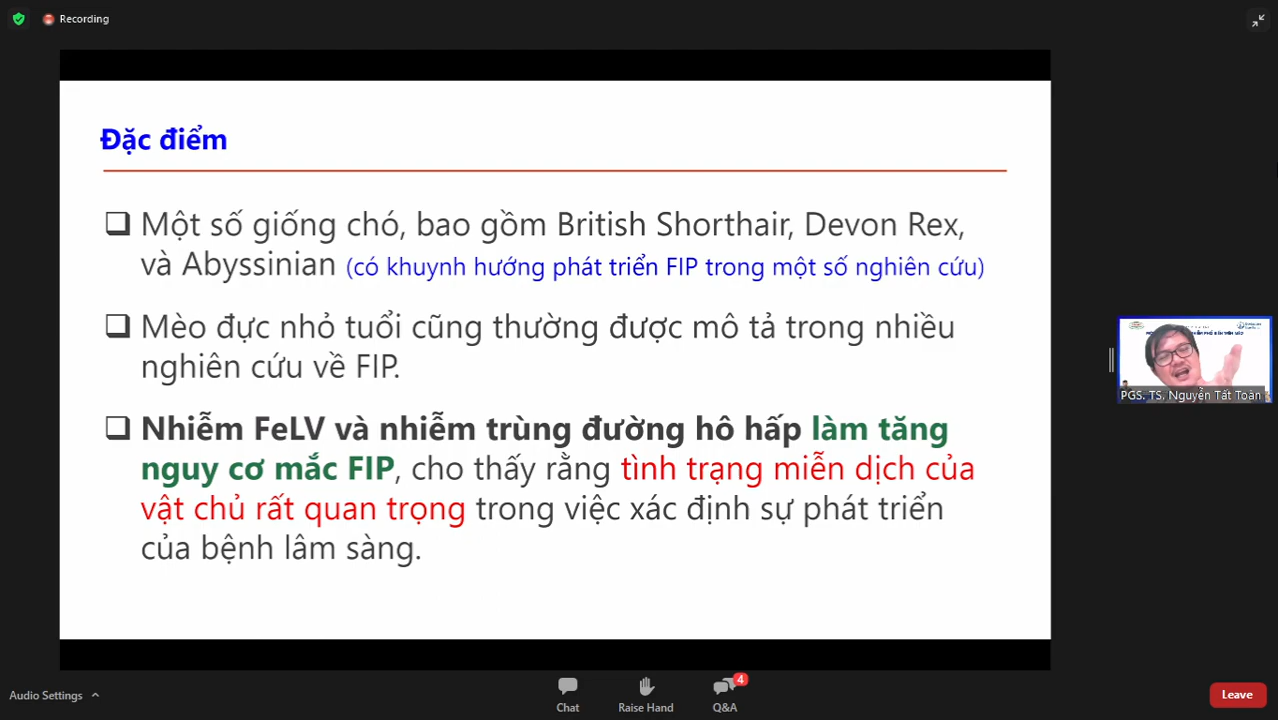 Recording
Đặc điểm
Một số giống chó, bao gồm British Shorthair, Devon Rex,
và Abyssinian (có khuynh hướng phát triển FIP trong một số nghiên cứu)
Mèo đực nhỏ tuổi cũng thường được mô tả trong nhiều
nghiên cứu về FIP.
Nhiễm FeLV và nhiễm trùng đường hô hấp làm tăng
nguy cơ mắc FIP, cho thấy rằng tình trạng miễn dịch của
vật chủ rất quan trọng trong việc xác định sự phát triển
của bệnh lâm sàng.
PGS. TS. Nguyễn Tất Toàn
Audio Settings
Chat
Raise Hand
4
Q&A
Leave